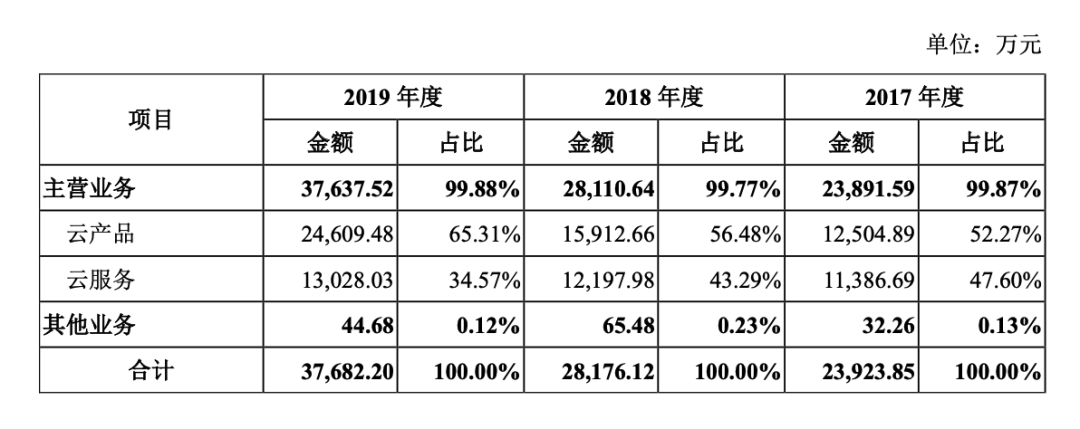 单位：万元
项目 2019 年度 2018 年度 2017 年度
金额 占比 金额 占比 金额 占比
主营业务 37,637.52 99.88% 28,110.64 99.77% 23,891.59 99.87%
云产品 24,609.48 65.31% 15,912.66 56.48% 12,504.89 52.27%
云服务 13,028.03 34.57% 12,197.98 43.29% 11,386.69 47.60%
其他业务 44.68 0.12% 65.48 0.23% 32.26 0.13%
合计 37,682.20 100.00% 28,176.12 100.00% 23,923.85 100.00%